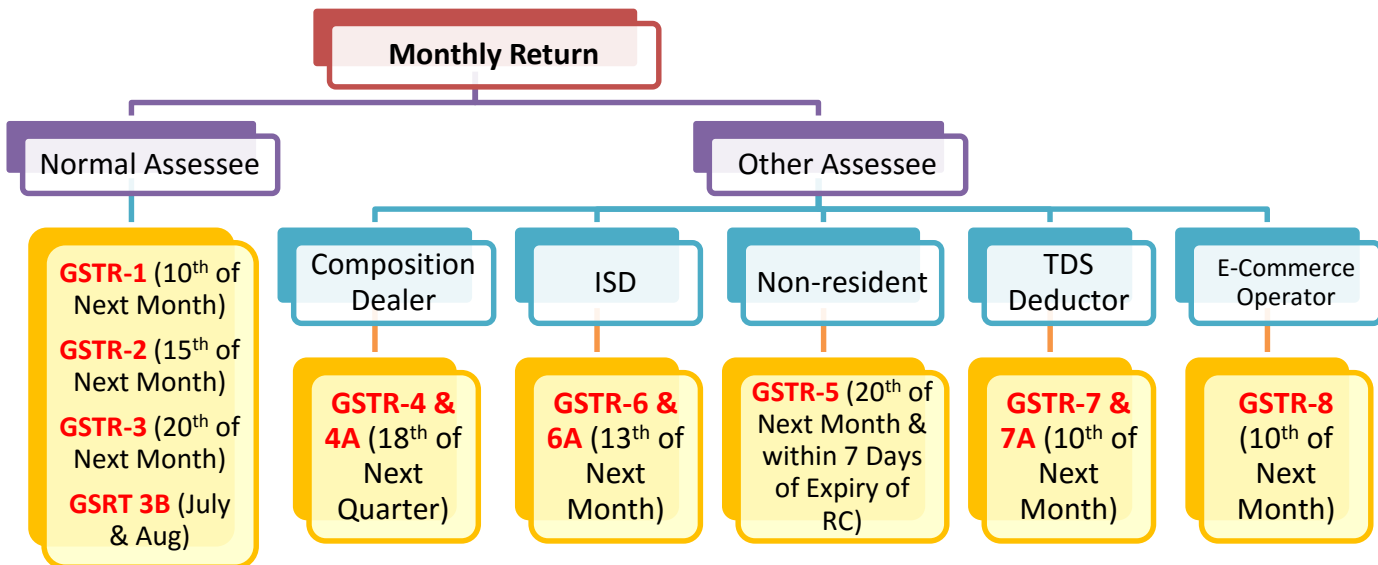 Monthly Return
Normal Assessee
Other Assessee
GSTR-1 (10th of
Next Month)
GSTR-2 (15th of
Next Month)
GSTR-3 (20th of
Next Month)
GSRT 3B (July
& Aug)
Composition
Dealer
ISD
Non-resident
TDS
Deductor
E-Commerce
Operator
GSTR-4 &
4A (18th of
Next
Quarter)
GSTR-6 &
6A (13th of
Next
Month)
GSTR-5 (20th of
Next Month &
within 7 Days
of Expiry of
RC)
GSTR-7 &
7A (10th of
Next
Month)
GSTR-8
(10th of
Next
Month)